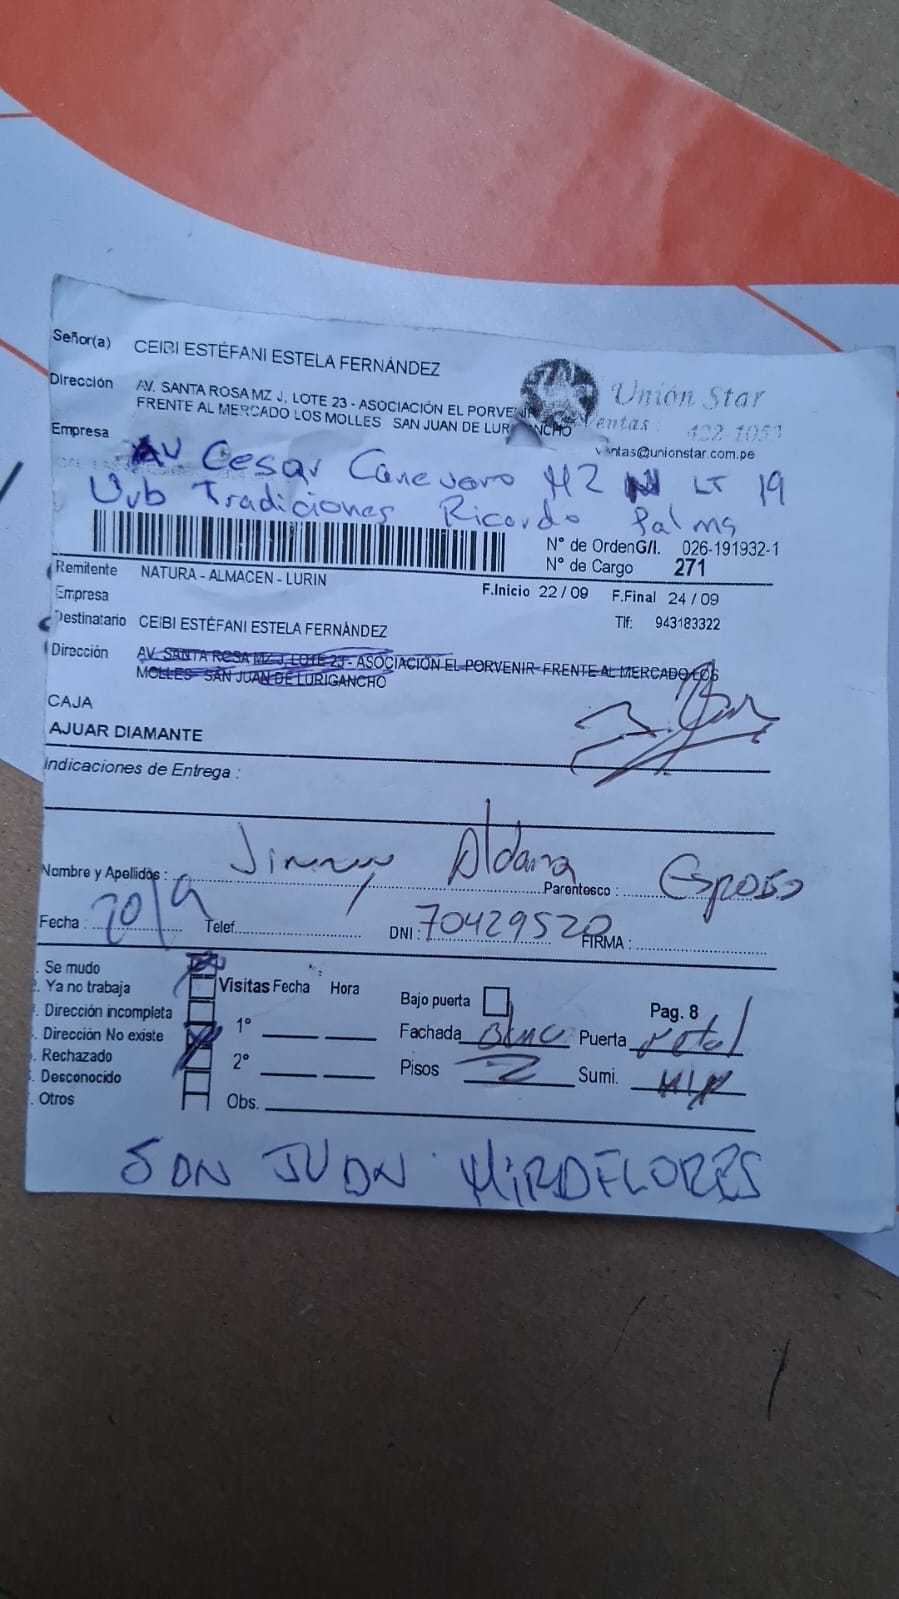 Señor(a) CEIBI ESTÉFANI ESTELA FERNÁNDEZ
Dirección AV. SANTA ROSA MZ J, LOTE 23 - ASOCIACIÓN EL PORVENIR
FRENTE AL MERCADO LOS MOLLES SAN JUAN DE LURIGANCHO
Unión Star
Ventas: 422-1053
ventas@unionstar.com.pe
Empresa
AV Cesar Canevaro MZ N LT 19
Urb Tradiciones Ricardo Palma
N° de OrdenG/I. 026-191932-1
N° de Cargo 271
Remitente NATURA - ALMACEN - LURIN
F.Inicio 22 / 09 F.Final 24 / 09
Empresa
Tlf: 943183322
Destinatario CEIBI ESTÉFANI ESTELA FERNÁNDEZ
Dirección AV. SANTA ROSA MZ J, LOTE 23 - ASOCIACIÓN EL PORVENIR- FRENTE AL MERCADO LOS
MOLLES- SAN JUAN DE LURIGANCHO
CAJA
AJUAR DIAMANTE
Indicaciones de Entrega :
Nombre y Apellidos : Jimmy Aldana Parentesco : Esposo
Fecha : Telef. DNI : 70429520 FIRMA :
. Se mudo
. Ya no trabaja
. Dirección incompleta
. Dirección No existe
. Rechazado
. Desconocido
. Otros
Visitas Fecha Hora
1°
2°
Obs.
Bajo puerta Pag. 8
Fachada Puerta
Pisos 2 Sumi.
SAN JUAN MIRAFLORES